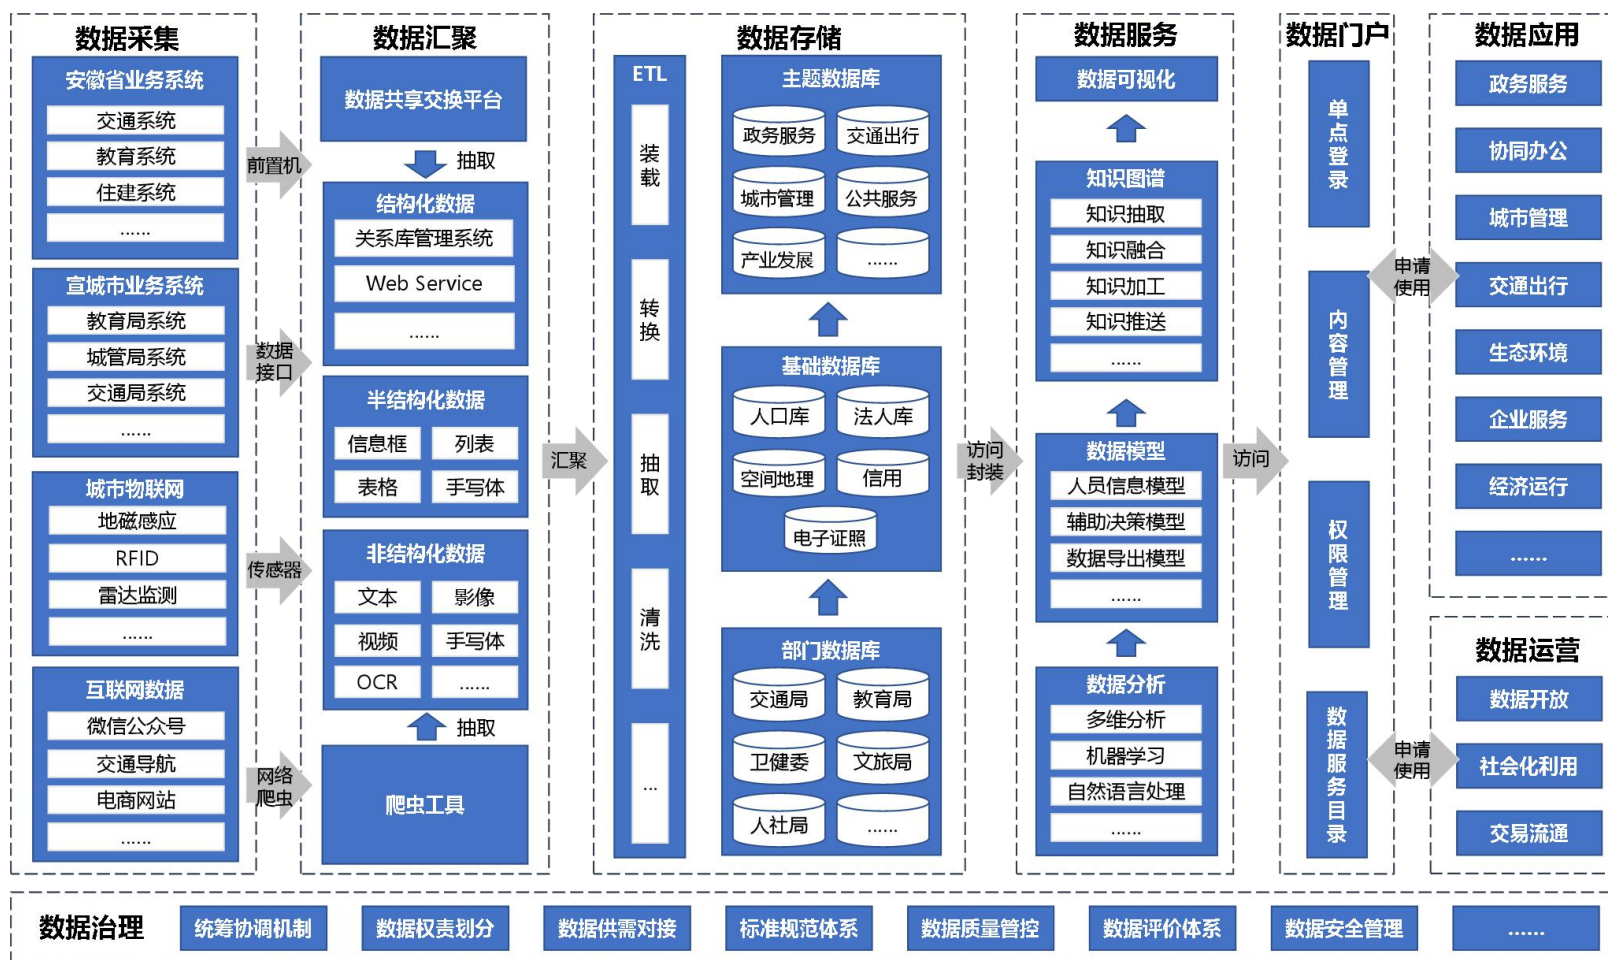 数据采集
安徽省业务系统
交通系统
教育系统
住建系统
……
宣城市业务系统
教育局系统
城管局系统
交通局系统
……
城市物联网
地磁感应
RFID
雷达监测
……
互联网数据
微信公众号
交通导航
电商网站
……
前置机
数据
接口
传感器
网络
爬虫
数据汇聚
数据共享交换平台
抽取
结构化数据
关系库管理系统
Web Service
……
半结构化数据
信息框
列表
表格
手写体
非结构化数据
文本
影像
视频
手写体
OCR
……
抽取
爬虫工具
汇聚
数据存储
ETL
装载
转换
抽取
清洗
...
主题数据库
政务服务
交通出行
城市管理
公共服务
产业发展
……
基础数据库
人口库
法人库
空间地理
信用
电子证照
部门数据库
交通局
教育局
卫健委
文旅局
人社局
……
访问
封装
数据服务
数据可视化
知识图谱
知识抽取
知识融合
知识加工
知识推送
……
数据模型
人员信息模型
辅助决策模型
数据导出模型
……
数据分析
多维分析
机器学习
自然语言处理
……
访问
数据门户
单点登录
内容管理
权限管理
数据服务目录
申请
使用
申请
使用
数据应用
政务服务
协同办公
城市管理
交通出行
生态环境
企业服务
经济运行
……
数据运营
数据开放
社会化利用
交易流通
数据治理
统筹协调机制
数据权责划分
数据供需对接
标准规范体系
数据质量管控
数据评价体系
数据安全管理
……